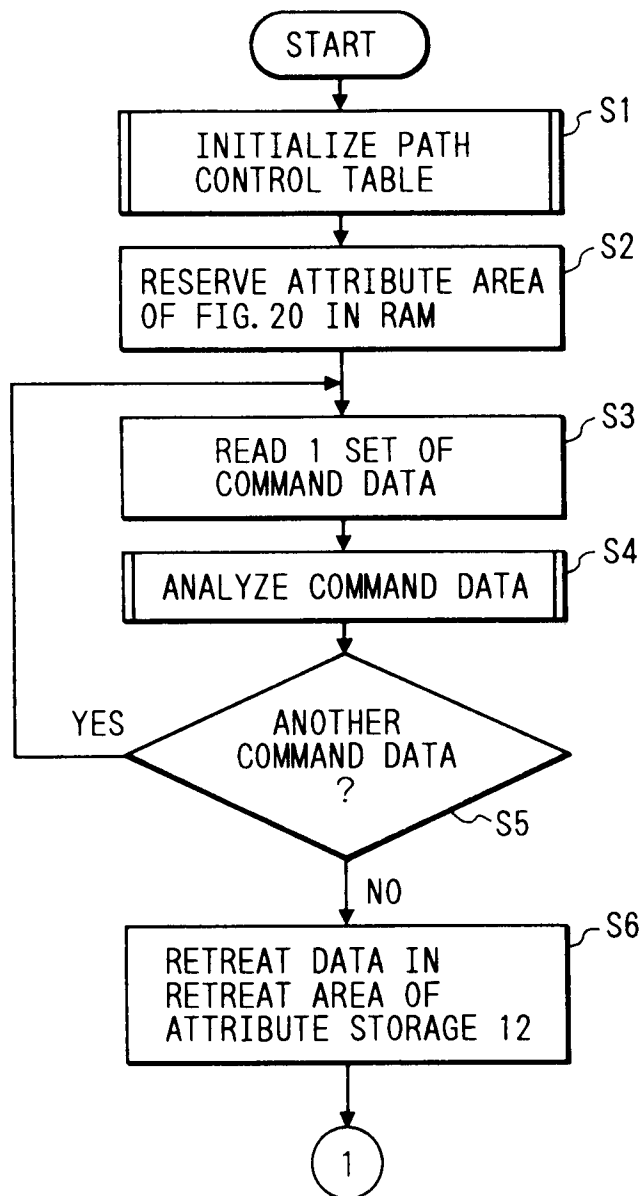 START
S1
INITIALIZE PATH
CONTROL TABLE
S2
RESERVE ATTRIBUTE AREA
OF FIG. 20 IN RAM
S3
READ 1 SET OF
COMMAND DATA
S4
ANALYZE COMMAND DATA
YES
ANOTHER
COMMAND DATA
?
S5
NO
S6
RETREAT DATA IN
RETREAT AREA OF
ATTRIBUTE STORAGE 12
1